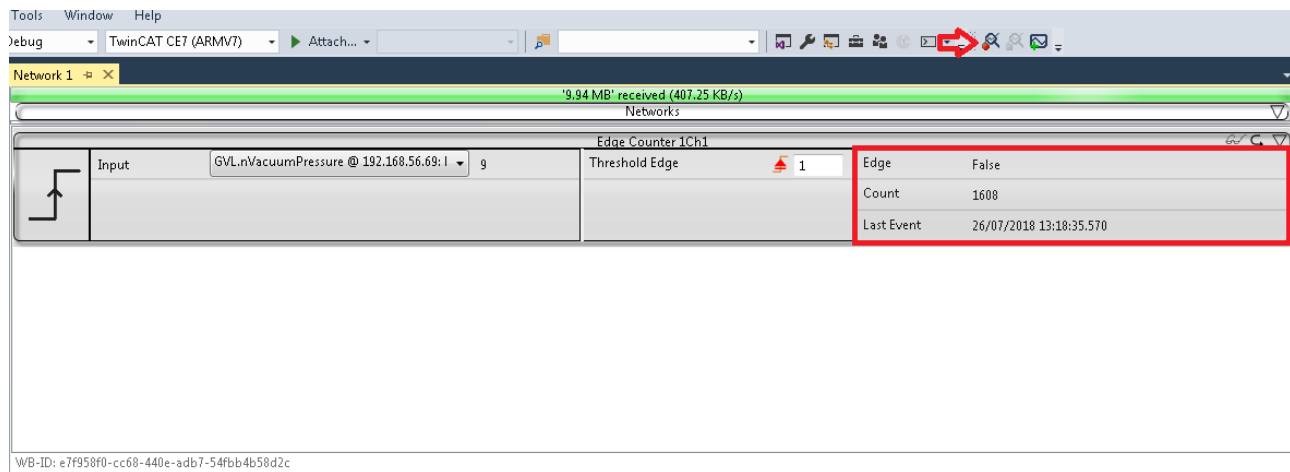 Tools Window Help
Debug TwinCAT CE7 (ARMV7) Attach...
Network 1
'9.94 MB' received (407.25 KB/s)
Networks
Edge Counter 1Ch1
Input GVL.nVacuumPressure @ 192.168.56.69: I 9 Threshold Edge 1 Edge False
Count 1608
Last Event 26/07/2018 13:18:35.570
WB-ID: e7f958f0-cc68-440e-adb7-54fbb4b58d2c